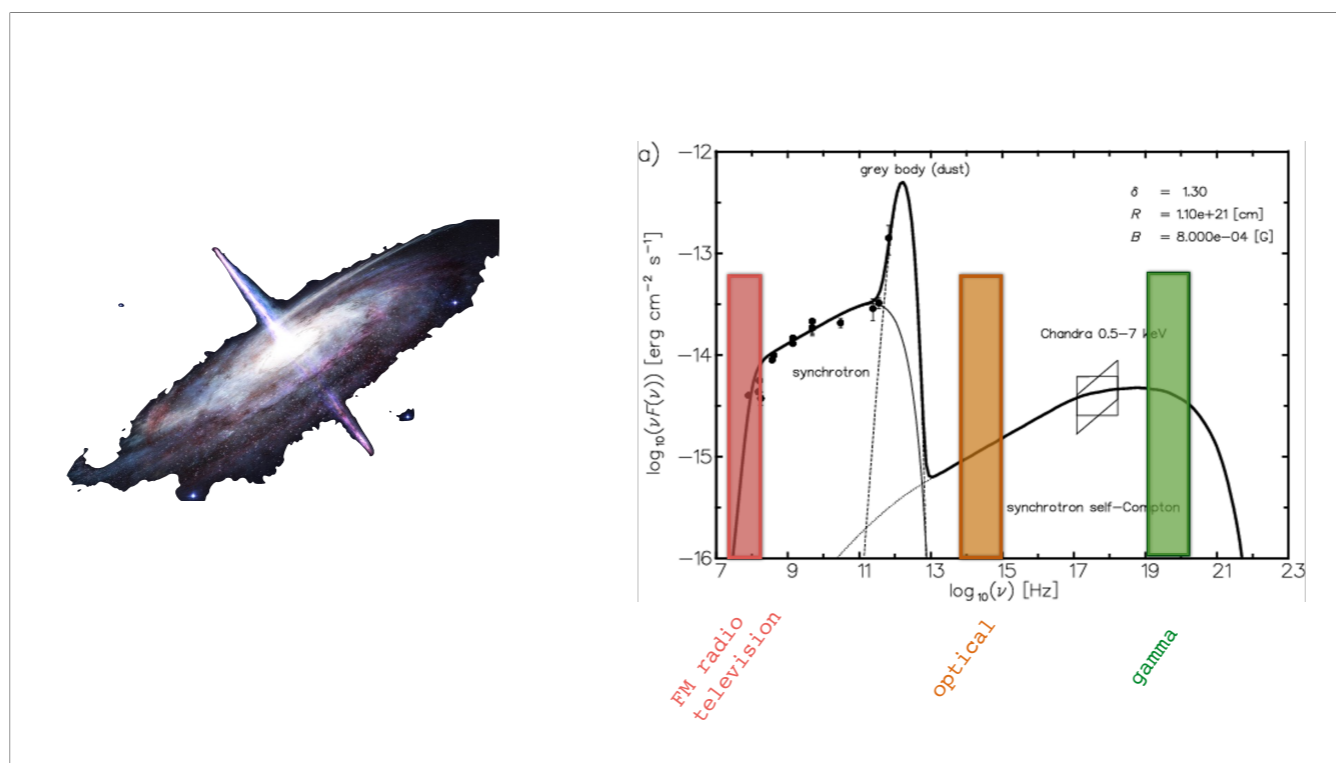 a)
grey body (dust)
δ = 1.30
R = 1.10e+21 [cm]
B = 8.000e−04 [G]
Chandra 0.5−7 keV
synchrotron
synchrotron self−Compton
log₁₀(νF(ν)) [erg cm⁻² s⁻¹]
−12
−13
−14
−15
−16
7 9 11 13 15 17 19 21 23
log₁₀(ν) [Hz]
FM radio
television
optical
gamma